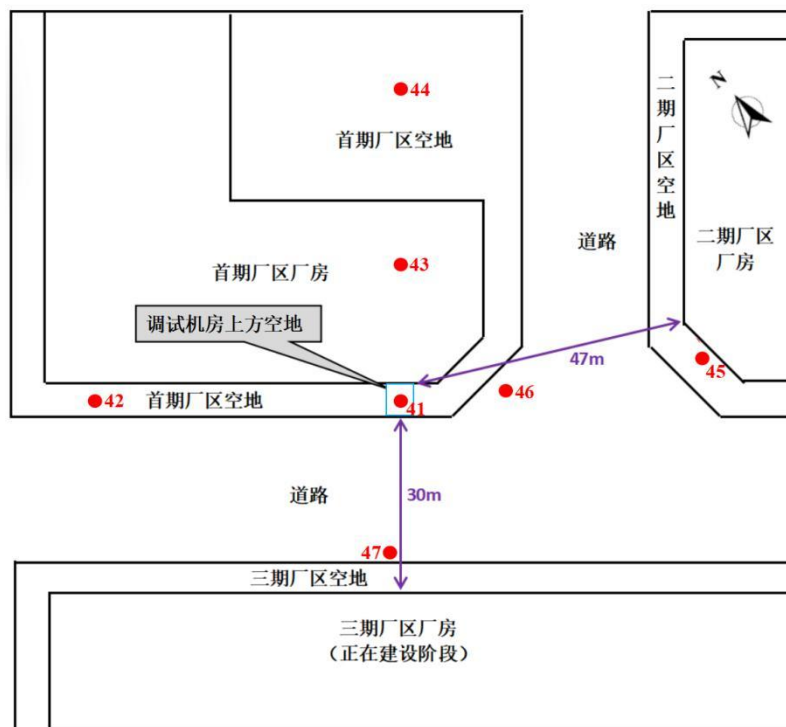 44
N
二期厂区空地
首期厂区空地
道路
二期厂区
厂房
首期厂区厂房
43
调试机房上方空地
47m
45
42
首期厂区空地
41
46
道路
30m
47
三期厂区空地
三期厂区厂房
（正在建设阶段）